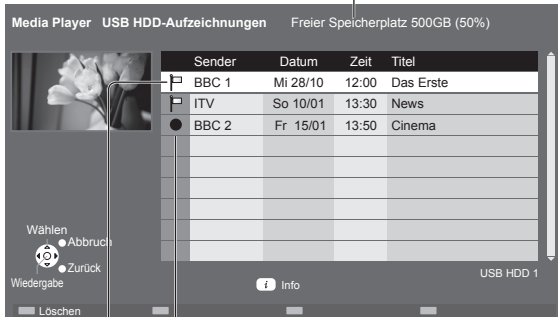 Media Player USB HDD-Aufzeichnungen Freier Speicherplatz 500GB (50%)
Sender Datum Zeit Titel
BBC 1 Mi 28/10 12:00 Das Erste
ITV So 10/01 13:30 News
BBC 2 Fr 15/01 13:50 Cinema
Wählen
Abbruch
Zurück
Wiedergabe
USB HDD 1
i Info
Löschen